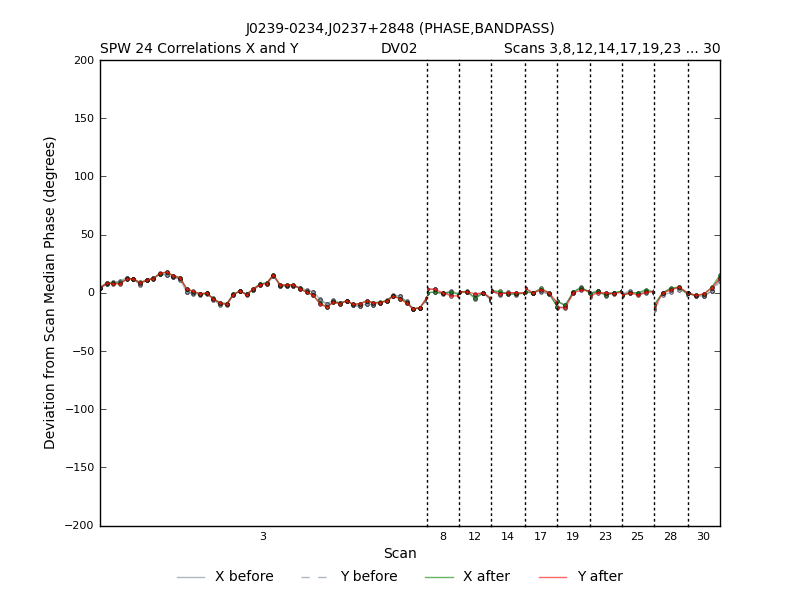 J0239-0234,J0237+2848 (PHASE,BANDPASS)
SPW 24 Correlations X and Y DV02 Scans 3,8,12,14,17,19,23 ... 30
Deviation from Scan Median Phase (degrees)
200
150
100
50
0
−50
−100
−150
−200
3 8 12 14 17 19 23 25 28 30
Scan
X before Y before X after Y after